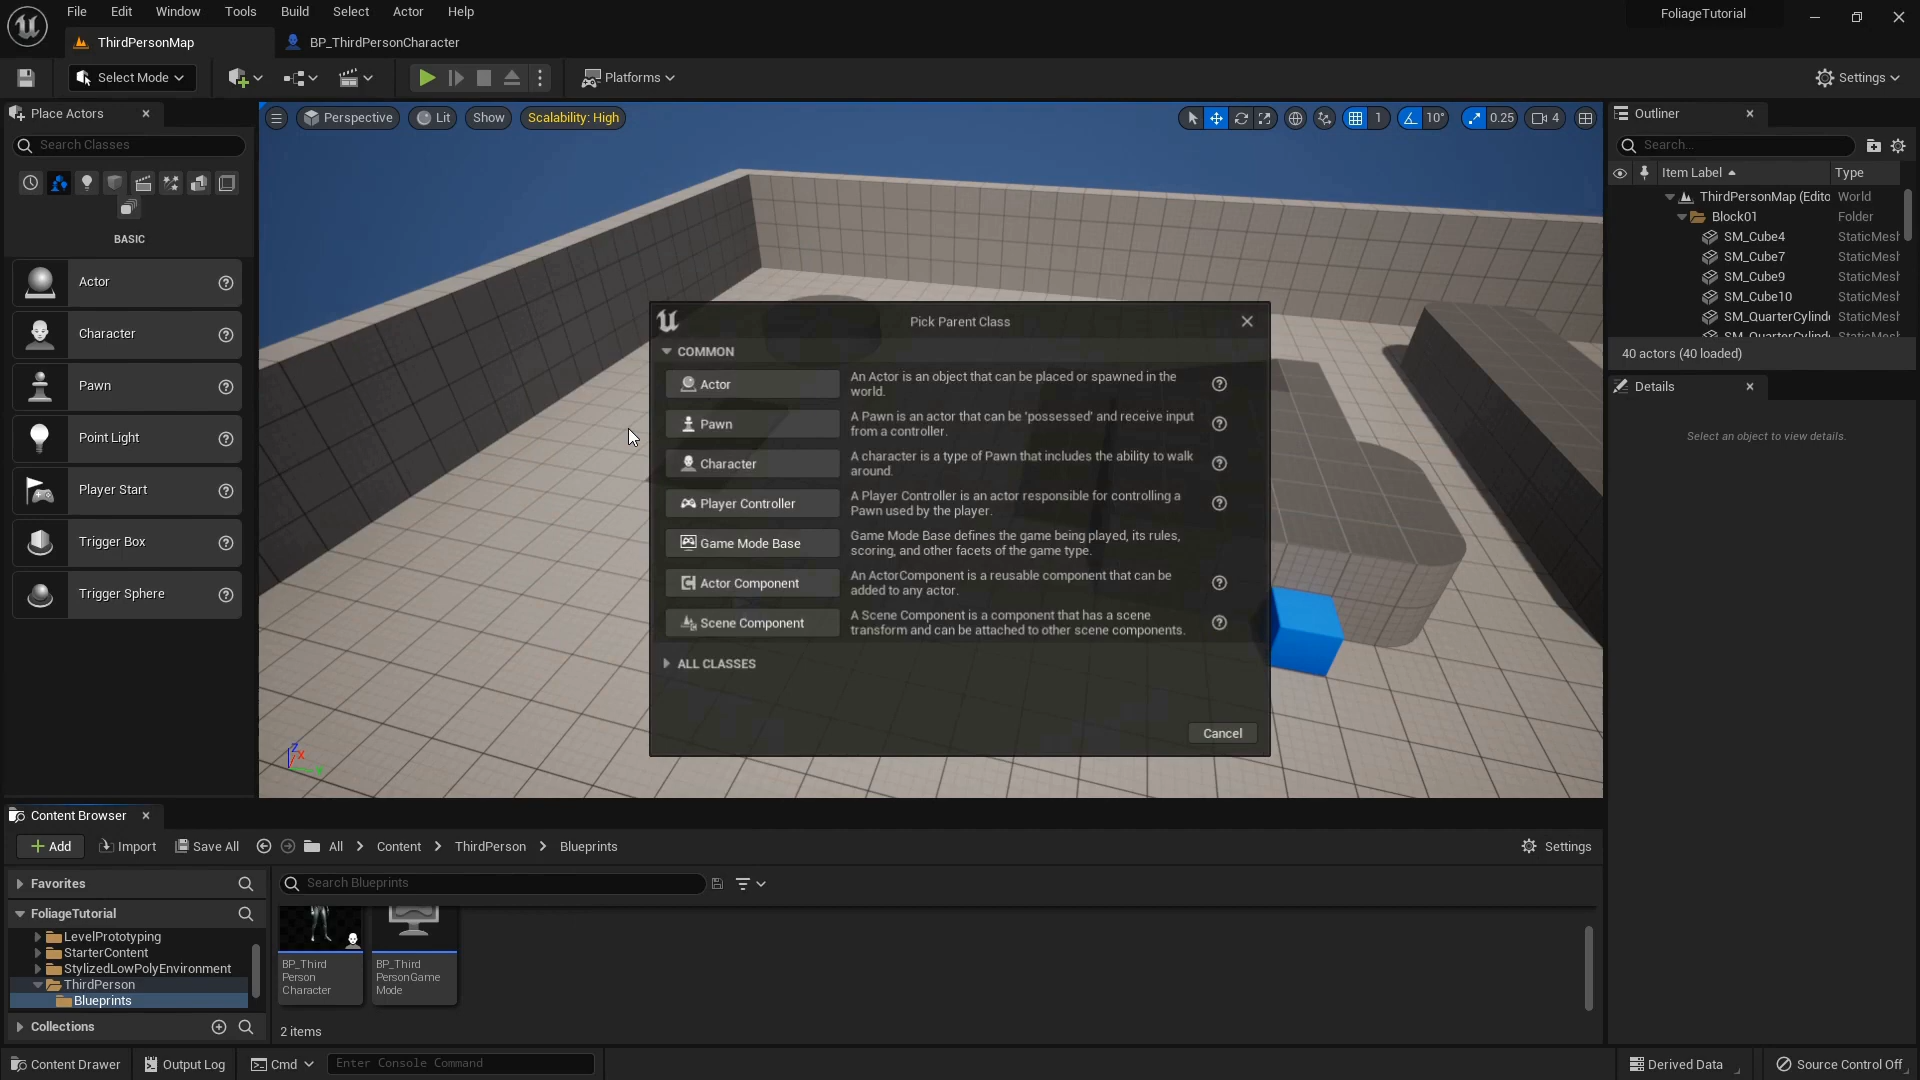 File Edit Window Tools Build Select Actor Help
FoliageTutorial
ThirdPersonMap
BP_ThirdPersonCharacter
Select Mode
Platforms
Settings
Place Actors
Search Classes
BASIC
Actor
Character
Pawn
Point Light
Player Start
Trigger Box
Trigger Sphere
Perspective
Lit
Show
Scalability: High
1
10°
0.25
4
Pick Parent Class
COMMON
Actor
An Actor is an object that can be placed or spawned in the
world.
Pawn
A Pawn is an actor that can be 'possessed' and receive input
from a controller.
Character
A character is a type of Pawn that includes the ability to walk
around.
Player Controller
A Player Controller is an actor responsible for controlling a
Pawn used by the player.
Game Mode Base
Game Mode Base defines the game being played, its rules,
scoring, and other facets of the game type.
Actor Component
An ActorComponent is a reusable component that can be
added to any actor.
Scene Component
A Scene Component is a component that has a scene
transform and can be attached to other scene components.
ALL CLASSES
Cancel
Outliner
Search...
Item Label
Type
ThirdPersonMap (Edito World
Block01 Folder
SM_Cube4 StaticMesh
SM_Cube7 StaticMesh
SM_Cube9 StaticMesh
SM_Cube10 StaticMesh
SM_QuarterCylinde StaticMesh
SM_QuarterCylinde StaticMesh
40 actors (40 loaded)
Details
Select an object to view details.
Z
X
Y
Content Browser
Add
Import
Save All
All > Content > ThirdPerson > Blueprints
Settings
Favorites
FoliageTutorial
LevelPrototyping
StarterContent
StylizedLowPolyEnvironment
ThirdPerson
Blueprints
Collections
Search Blueprints
BP_Third
Person
Character
BP_Third
PersonGame
Mode
2 items
Content Drawer
Output Log
Cmd
Enter Console Command
Derived Data
Source Control Off